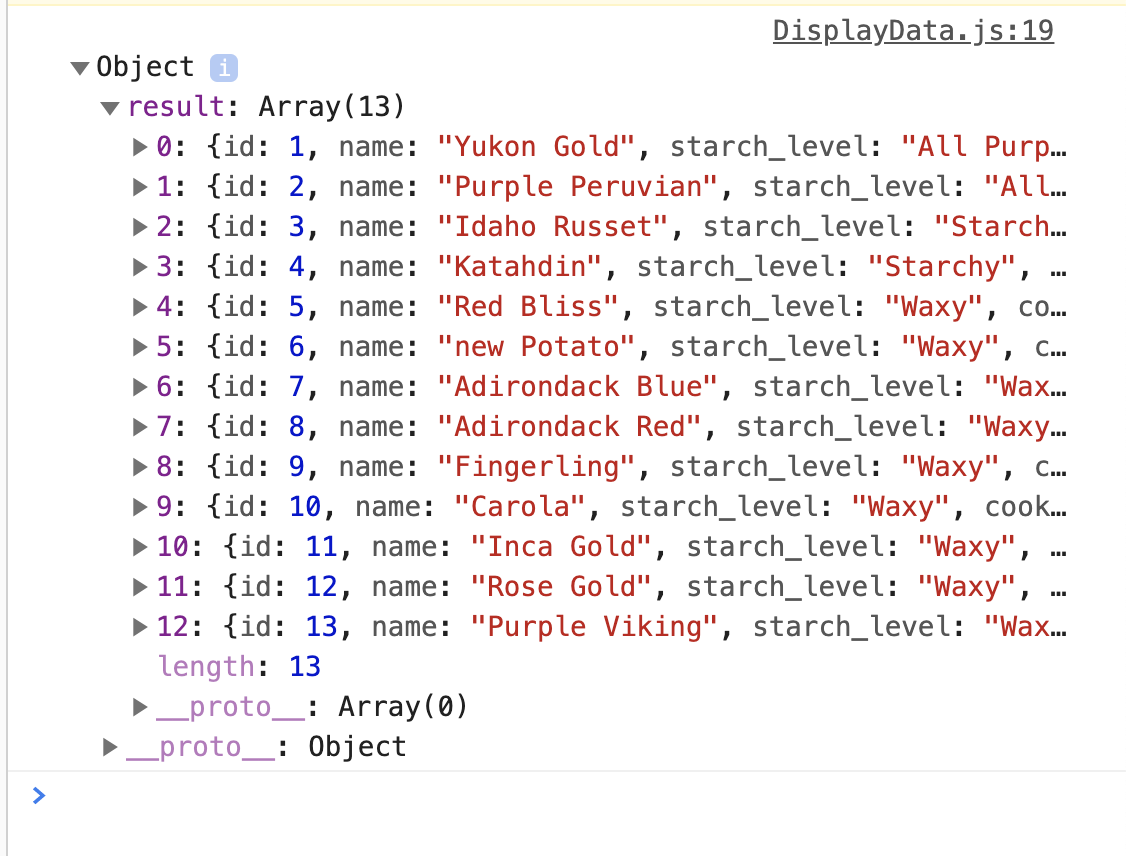 DisplayData.js:19
▼Object i
▼result: Array(13)
▶0: {id: 1, name: "Yukon Gold", starch_level: "All Purp…
▶1: {id: 2, name: "Purple Peruvian", starch_level: "All…
▶2: {id: 3, name: "Idaho Russet", starch_level: "Starch…
▶3: {id: 4, name: "Katahdin", starch_level: "Starchy", …
▶4: {id: 5, name: "Red Bliss", starch_level: "Waxy", co…
▶5: {id: 6, name: "new Potato", starch_level: "Waxy", c…
▶6: {id: 7, name: "Adirondack Blue", starch_level: "Wax…
▶7: {id: 8, name: "Adirondack Red", starch_level: "Waxy…
▶8: {id: 9, name: "Fingerling", starch_level: "Waxy", c…
▶9: {id: 10, name: "Carola", starch_level: "Waxy", cook…
▶10: {id: 11, name: "Inca Gold", starch_level: "Waxy", …
▶11: {id: 12, name: "Rose Gold", starch_level: "Waxy", …
▶12: {id: 13, name: "Purple Viking", starch_level: "Wax…
length: 13
▶__proto__: Array(0)
▶__proto__: Object
>